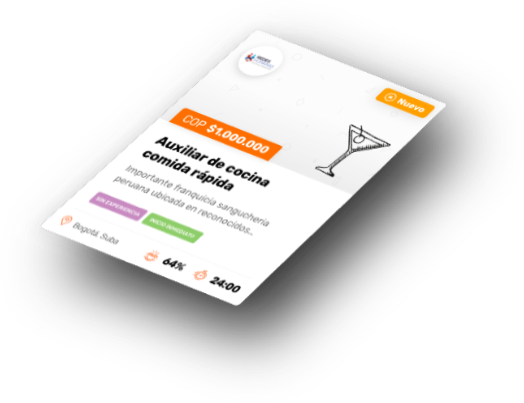 Nuevo
COP $1.000.000
Auxiliar de cocina
comida rápida
Importante franquicia sangucheria
peruana ubicada en reconocidos...
SIN EXPERIENCIA
INICIO INMEDIATO
Bogotá, Suba
64%
24:00